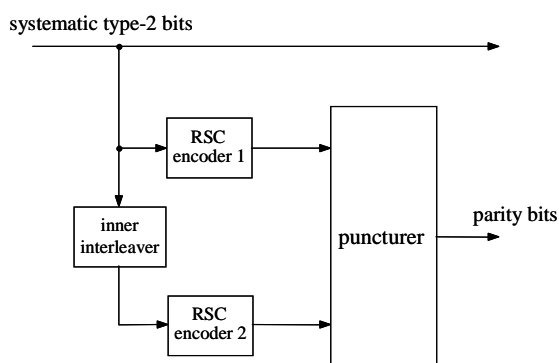 systematic type-2 bits
RSC
encoder 1
parity bits
inner
interleaver
puncturer
RSC
encoder 2